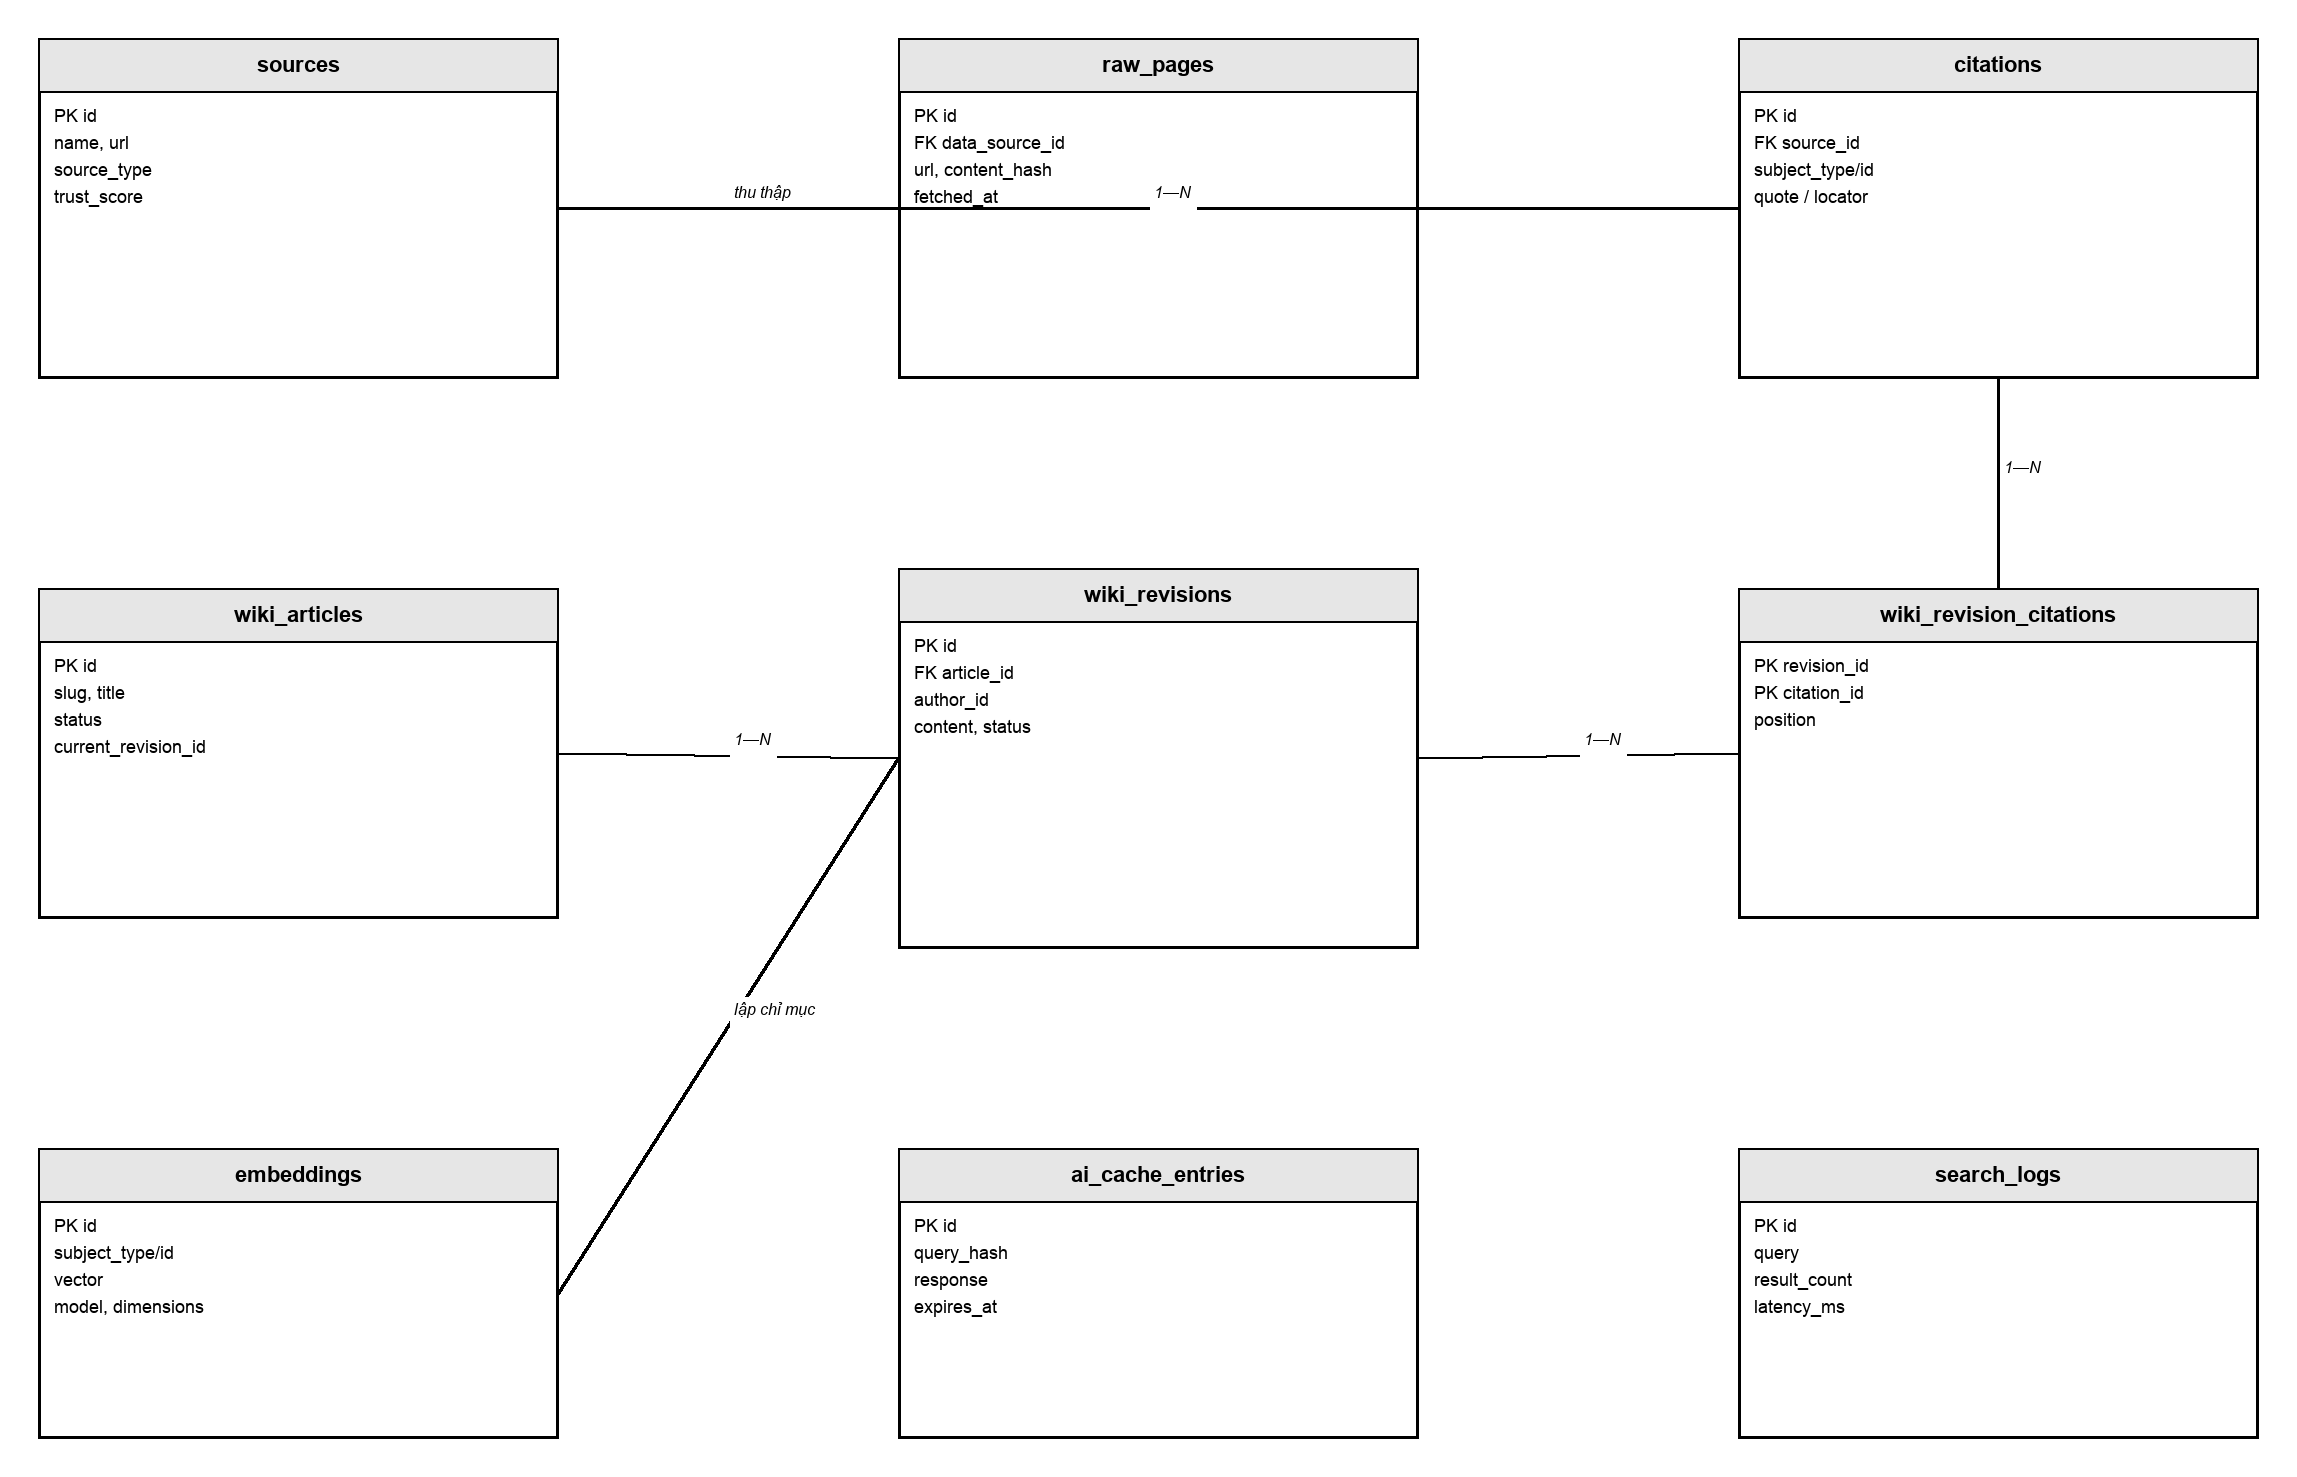 sources
PK id
name, url
source_type
trust_score
thu thập
raw_pages
PK id
FK data_source_id
url, content_hash
fetched_at
1—N
citations
PK id
FK source_id
subject_type/id
quote / locator
1—N
wiki_articles
PK id
slug, title
status
current_revision_id
1—N
wiki_revisions
PK id
FK article_id
author_id
content, status
1—N
wiki_revision_citations
PK revision_id
PK citation_id
position
lập chỉ mục
embeddings
PK id
subject_type/id
vector
model, dimensions
ai_cache_entries
PK id
query_hash
response
expires_at
search_logs
PK id
query
result_count
latency_ms